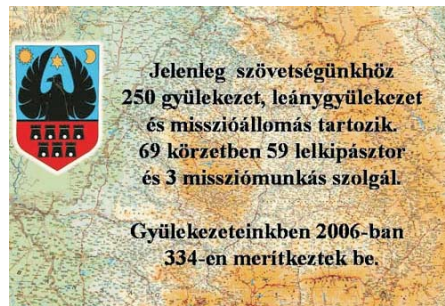 Jelenleg szövetségünkhöz
250 gyülekezet, leánygyülekezet
és misszióállomás tartozik.
69 körzetben 59 lelkipásztor
és 3 missziómunkás szolgál.
Gyülekezeteinkben 2006-ban
334-en merítkeztek be.